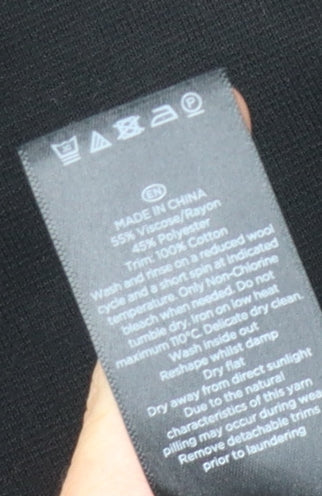 P
EN
MADE IN CHINA
55% Viscose/Rayon
45% Polyester
Trim: 100% Cotton
Wash and rinse on a reduced wool
cycle and a short spin at indicated
temperature. Only Non-Chlorine
bleach when needed. Do not
tumble dry. Iron on low heat
maximum 110°C. Delicate dry clean.
Wash inside out
Reshape whilst damp
Dry flat
Dry away from direct sunlight
Due to the natural
characteristics of this yarn
pilling may occur during wea
Remove detachable trims
prior to laundering